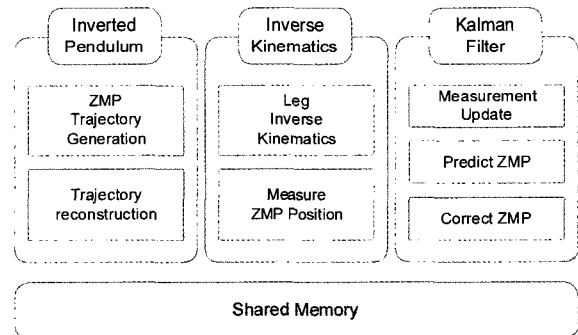 Inverted
Pendulum
ZMP
Trajectory
Generation
Trajectory
reconstruction
Inverse
Kinematics
Leg
Inverse
Kinematics
Measure
ZMP Position
Kalman
Filter
Measurement
Update
Predict ZMP
Correct ZMP
Shared Memory